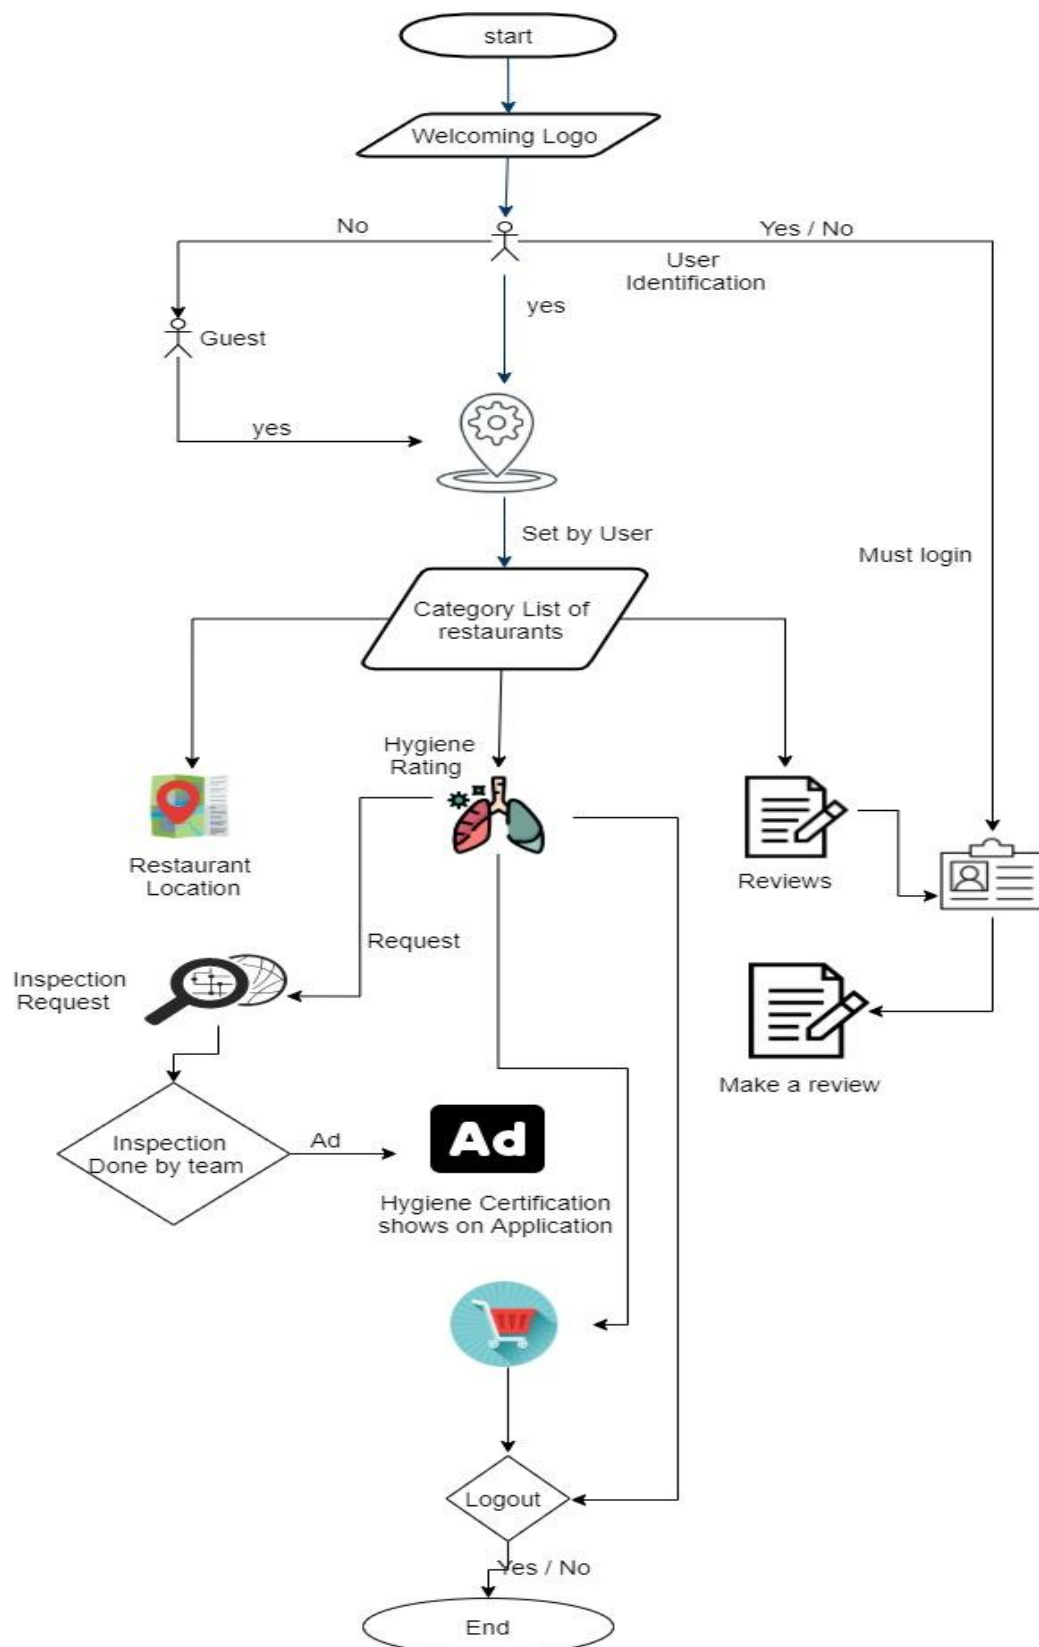 start
Welcoming Logo
No
Yes / No
User
Identification
yes
Guest
yes
Set by User
Must login
Category List of
restaurants
Hygiene
Rating
Restaurant
Location
Reviews
Request
Inspection
Request
Make a review
Inspection
Done by team
Ad
Ad
Hygiene Certification
shows on Application
Logout
Yes / No
End